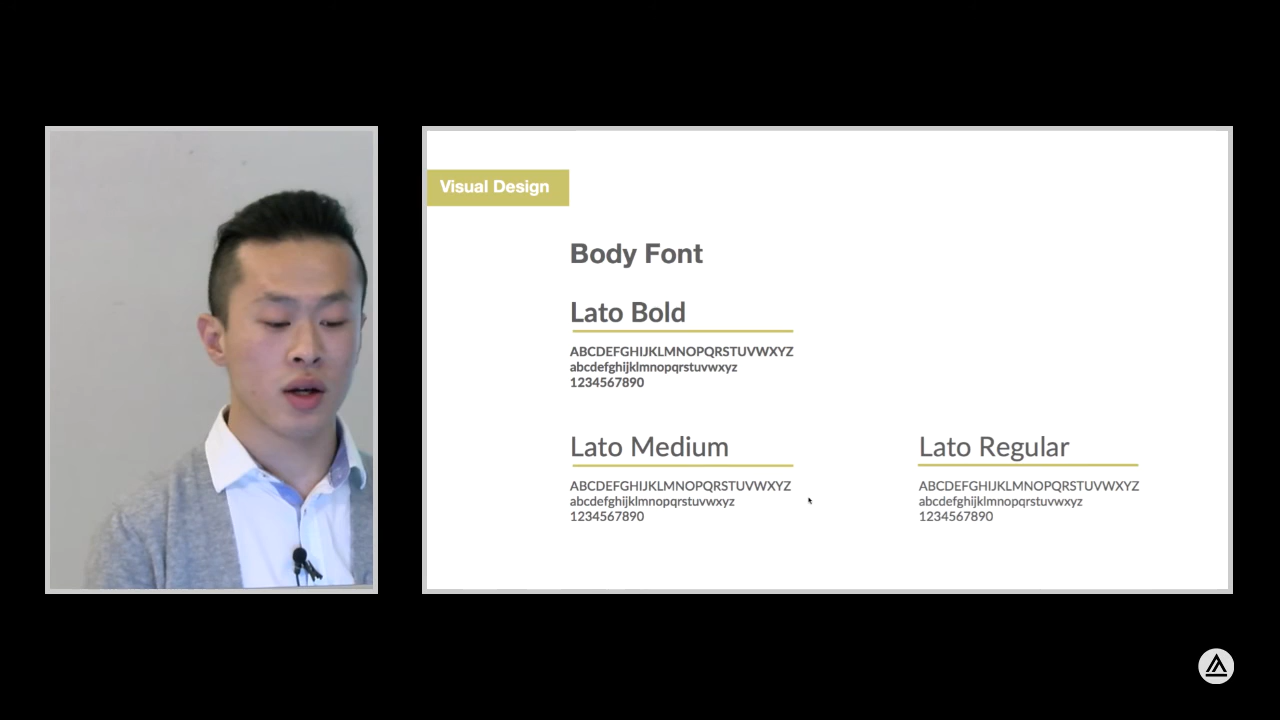 Visual Design
Body Font
Lato Bold
ABCDEFGHIJKLMNOPQRSTUVWXYZ
abcdefghijklmnopqrstuvwxyz
1234567890
Lato Medium
ABCDEFGHIJKLMNOPQRSTUVWXYZ
abcdefghijklmnopqrstuvwxyz
1234567890
Lato Regular
ABCDEFGHIJKLMNOPQRSTUVWXYZ
abcdefghijklmnopqrstuvwxyz
1234567890